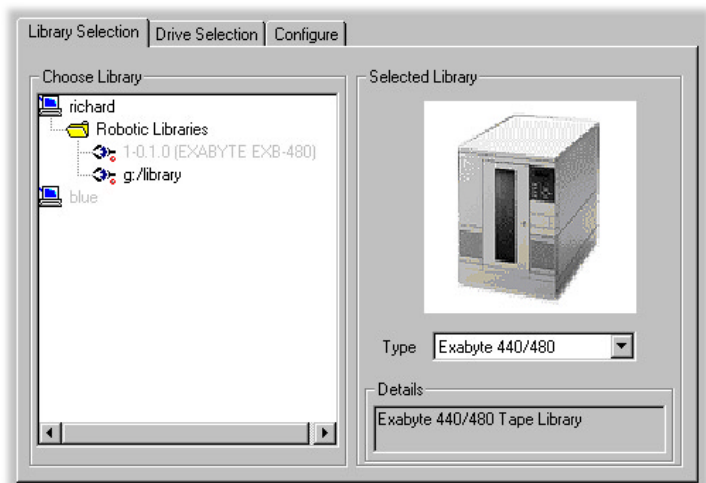 Library Selection
Drive Selection
Configure
Choose Library
richard
Robotic Libraries
1-0.1.0 (EXABYTE EXB-480)
g:/library
blue
Selected Library
Type
Exabyte 440/480
Details
Exabyte 440/480 Tape Library